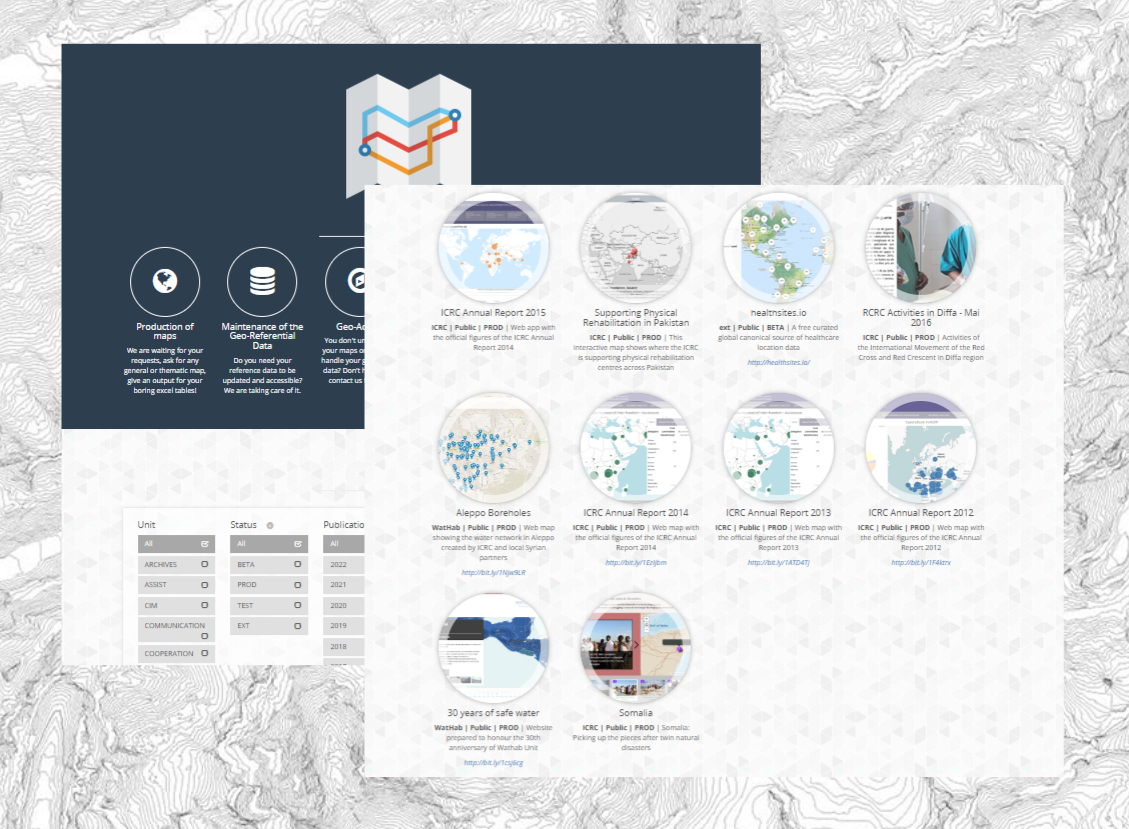 Production of
maps
We are waiting for your
requests, ask for any
general or thematic map,
give an output for your
boring excel tables!
Maintenance of the
Geo-Referential
Data
Do you need your
reference data to be
updated and accessible?
We are taking care of it.
Geo-Ac
You don't un
your maps or
handle your g
data? Don't h
contact us
Unit
All
ARCHIVES
ASSIST
CIM
COMMUNICATION
COOPERATION
Status
All
BETA
PROD
TEST
EXT
Publicatio
All
2022
2021
2020
2019
2018
ICRC Annual Report 2015
ICRC | Public | PROD | Web app with
the official figures of the ICRC Annual
Report 2014
Supporting Physical
Rehabilitation in Pakistan
ICRC | Public | PROD | This
interactive map shows where the ICRC
is supporting physical rehabilitation
centres across Pakistan
healthsites.io
ext | Public | BETA | A free curated
global canonical source of healthcare
location data
http://healthsites.io/
RCRC Activities in Diffa - Mai
2016
ICRC | Public | PROD | Activities of
the International Movement of the Red
Cross and Red Crescent in Diffa region
Aleppo Boreholes
WatHab | Public | PROD | Web map
showing the water network in Aleppo
created by ICRC and local Syrian
partners
http://bit.ly/1NJw9LR
ICRC Annual Report 2014
ICRC | Public | PROD | Web map with
the official figures of the ICRC Annual
Report 2014
ICRC Annual Report 2013
ICRC | Public | PROD | Web map with
the official figures of the ICRC Annual
Report 2013
http://bit.ly/1ATD4Tj
ICRC Annual Report 2012
ICRC | Public | PROD | Web map with
the official figures of the ICRC Annual
Report 2012
http://bit.ly/1F4ktrx
30 years of safe water
WatHab | Public | PROD | Website
prepared to honour the 30th
anniversary of Wathab Unit
http://bit.ly/1csj6cg
Somalia
ICRC | Public | PROD | Somalia:
Picking up the pieces after twin natural
disasters